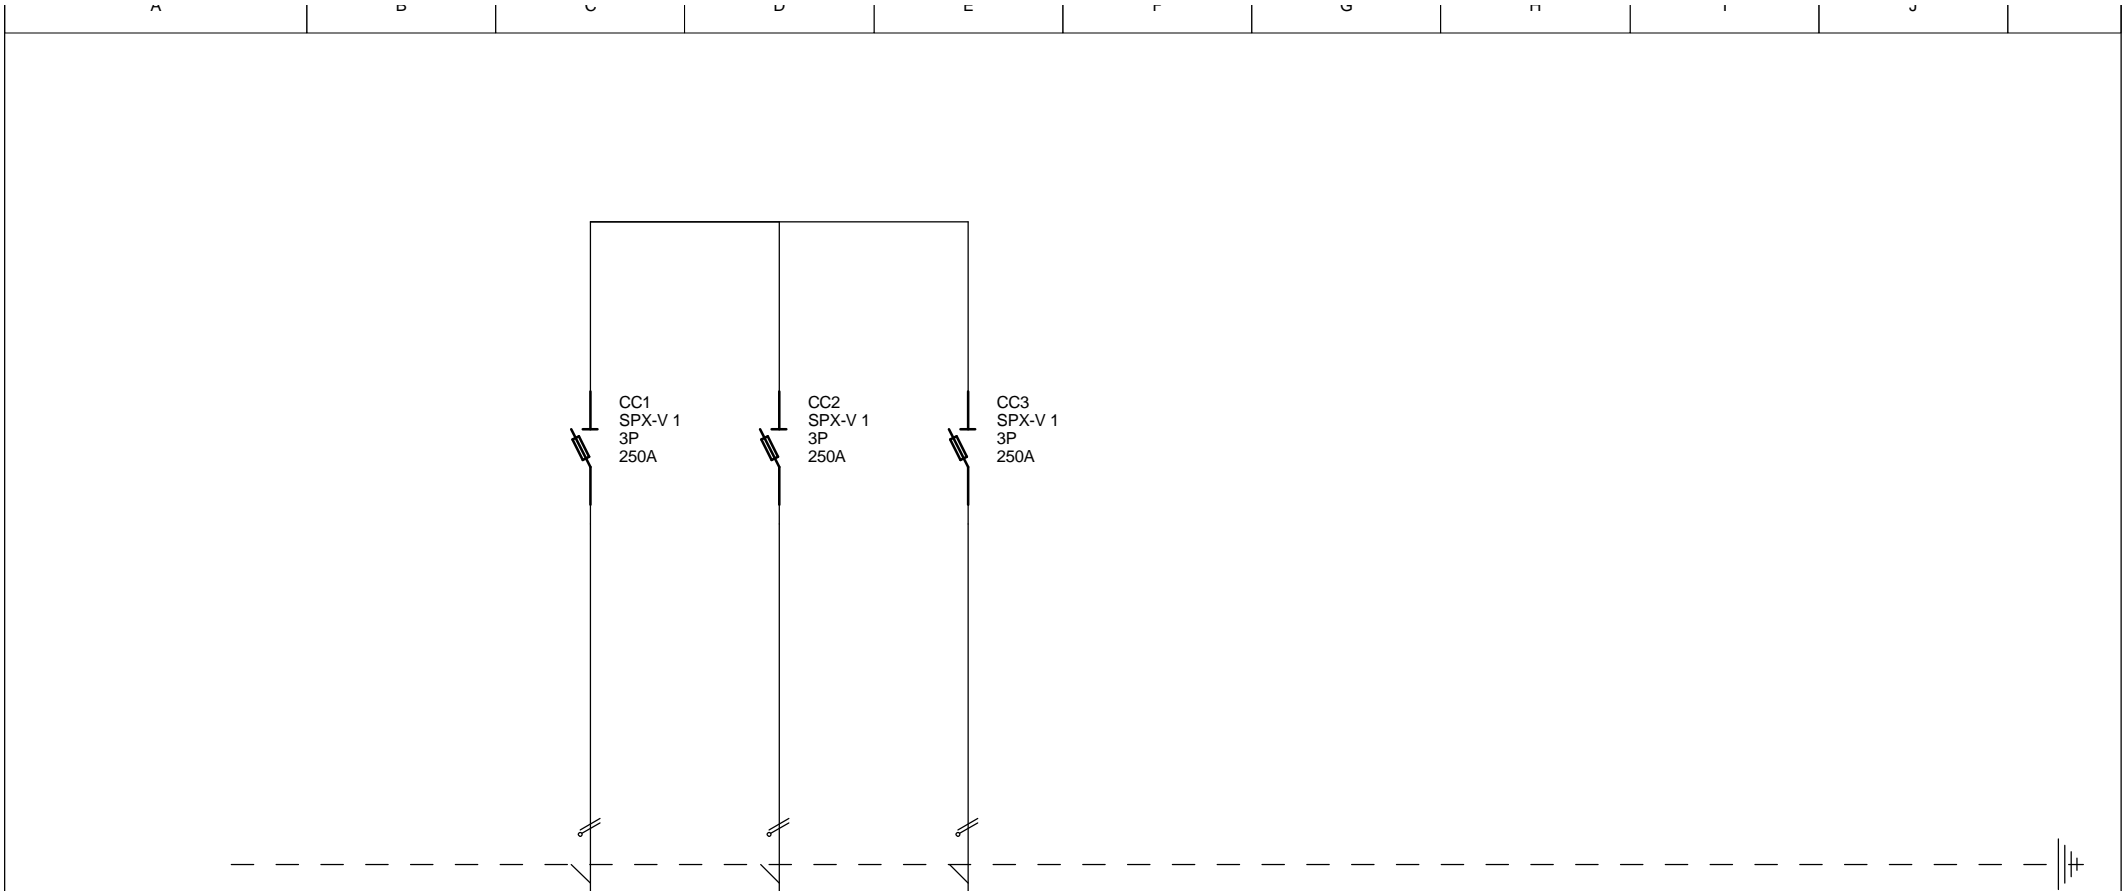 A B C D E F G H I J
CC1
SPX-V 1
3P
250A
CC2
SPX-V 1
3P
250A
CC3
SPX-V 1
3P
250A